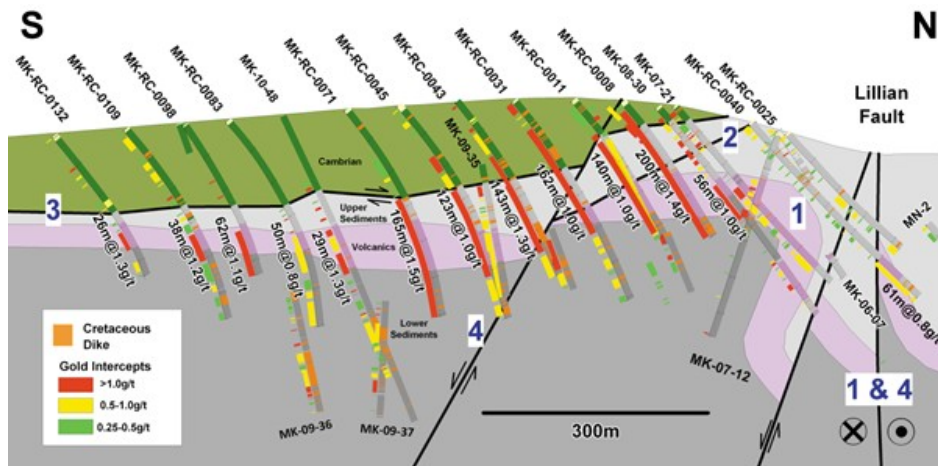 S
N
MK-RC-0132
MK-RC-0109
MK-RC-0098
MK-RC-0083
MK-10-48
MK-RC-0071
MK-RC-0045
MK-RC-0043
MK-RC-0031
MK-RC-0011
MK-RC-0008
MK-08-30
MK-07-21
MK-RC-0040
MK-RC-0025
Lillian
Fault
MK-09-35
Cambrian
Upper
Sediments
Volcanics
Lower
Sediments
3
2
1
4
26m@1.3g/t
38m@1.2g/t
62m@1.1g/t
50m@0.8g/t
29m@1.3g/t
165m@1.5g/t
123m@1.0g/t
143m@1.3g/t
162m@1.0g/t
140m@1.0g/t
200m@1.4g/t
56m@1.0g/t
61m@0.8g/t
MN-2
MK-06-07
MK-07-12
MK-09-36
MK-09-37
Cretaceous
Dike
Gold Intercepts
>1.0g/t
0.5-1.0g/t
0.25-0.5g/t
300m
1 & 4